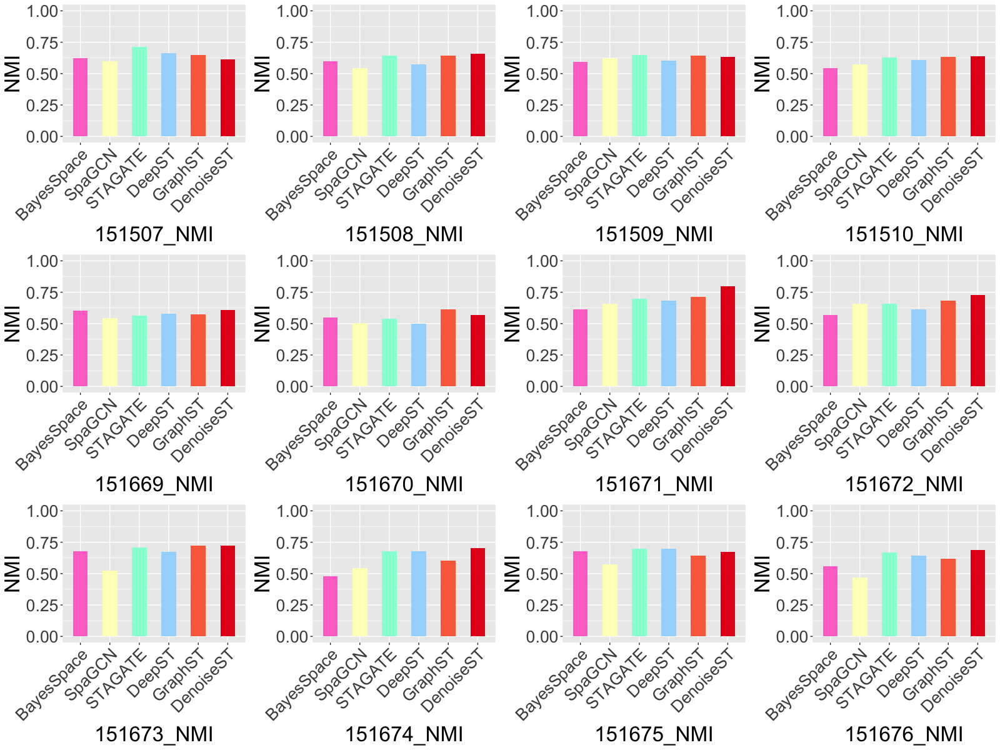 1.00
0.75
0.50
0.25
0.00
NMI
BayesSpace
SpaGCN
STAGATE
DeepST
GraphST
DenoiseST
151507_NMI
1.00
0.75
0.50
0.25
0.00
NMI
BayesSpace
SpaGCN
STAGATE
DeepST
GraphST
DenoiseST
151508_NMI
1.00
0.75
0.50
0.25
0.00
NMI
BayesSpace
SpaGCN
STAGATE
DeepST
GraphST
DenoiseST
151509_NMI
1.00
0.75
0.50
0.25
0.00
NMI
BayesSpace
SpaGCN
STAGATE
DeepST
GraphST
DenoiseST
151510_NMI
1.00
0.75
0.50
0.25
0.00
NMI
BayesSpace
SpaGCN
STAGATE
DeepST
GraphST
DenoiseST
151669_NMI
1.00
0.75
0.50
0.25
0.00
NMI
BayesSpace
SpaGCN
STAGATE
DeepST
GraphST
DenoiseST
151670_NMI
1.00
0.75
0.50
0.25
0.00
NMI
BayesSpace
SpaGCN
STAGATE
DeepST
GraphST
DenoiseST
151671_NMI
1.00
0.75
0.50
0.25
0.00
NMI
BayesSpace
SpaGCN
STAGATE
DeepST
GraphST
DenoiseST
151672_NMI
1.00
0.75
0.50
0.25
0.00
NMI
BayesSpace
SpaGCN
STAGATE
DeepST
GraphST
DenoiseST
151673_NMI
1.00
0.75
0.50
0.25
0.00
NMI
BayesSpace
SpaGCN
STAGATE
DeepST
GraphST
DenoiseST
151674_NMI
1.00
0.75
0.50
0.25
0.00
NMI
BayesSpace
SpaGCN
STAGATE
DeepST
GraphST
DenoiseST
151675_NMI
1.00
0.75
0.50
0.25
0.00
NMI
BayesSpace
SpaGCN
STAGATE
DeepST
GraphST
DenoiseST
151676_NMI